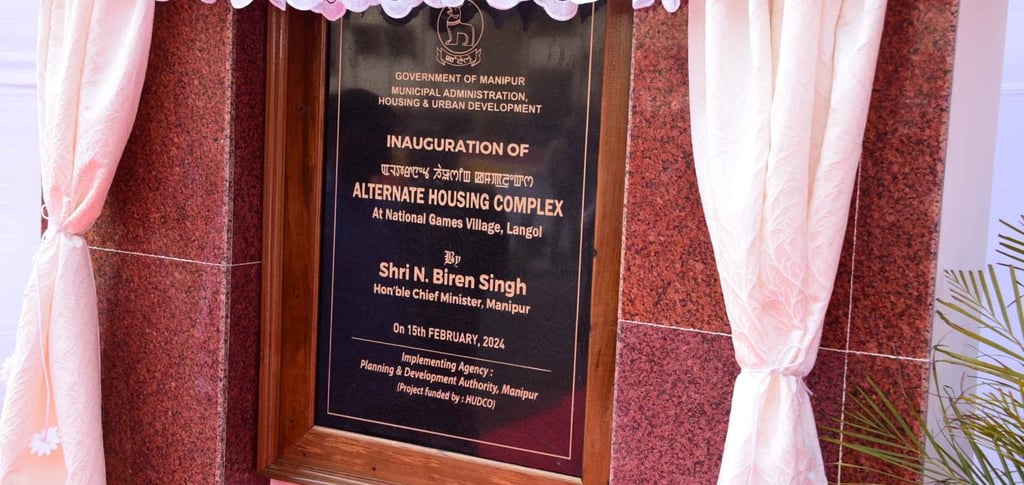 GOVERNMENT OF MANIPUR
MUNICIPAL ADMINISTRATION,
HOUSING & URBAN DEVELOPMENT
INAUGURATION OF
ALTERNATE HOUSING COMPLEX
At National Games Village, Langol
By
Shri N. Biren Singh
Hon'ble Chief Minister, Manipur
On 15th FEBRUARY, 2024
Implementing Agency :
Planning & Development Authority, Manipur
(Project funded by : HUDCO)